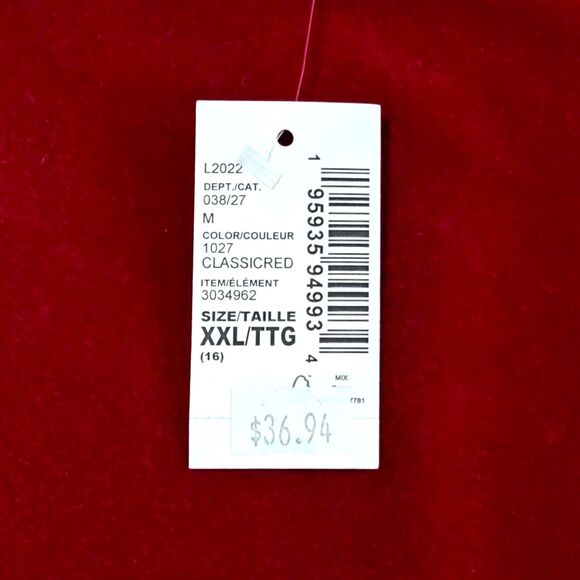 L2022
DEPT./CAT.
038/27
M
COLOR/COULEUR
1027
CLASSICRED
ITEM/ÉLÉMENT
3034962
SIZE/TAILLE
XXL/TTG
(16)
1 95935 94993 4
MIX
7781
$36.94